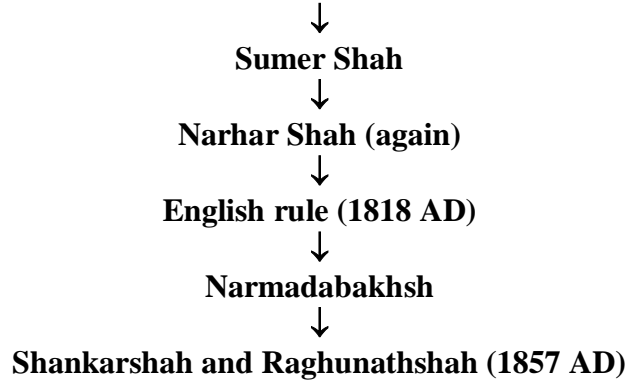 ↓
Sumer Shah
↓
Narhar Shah (again)
↓
English rule (1818 AD)
↓
Narmadabakhsh
↓
Shankarshah and Raghunathshah (1857 AD)